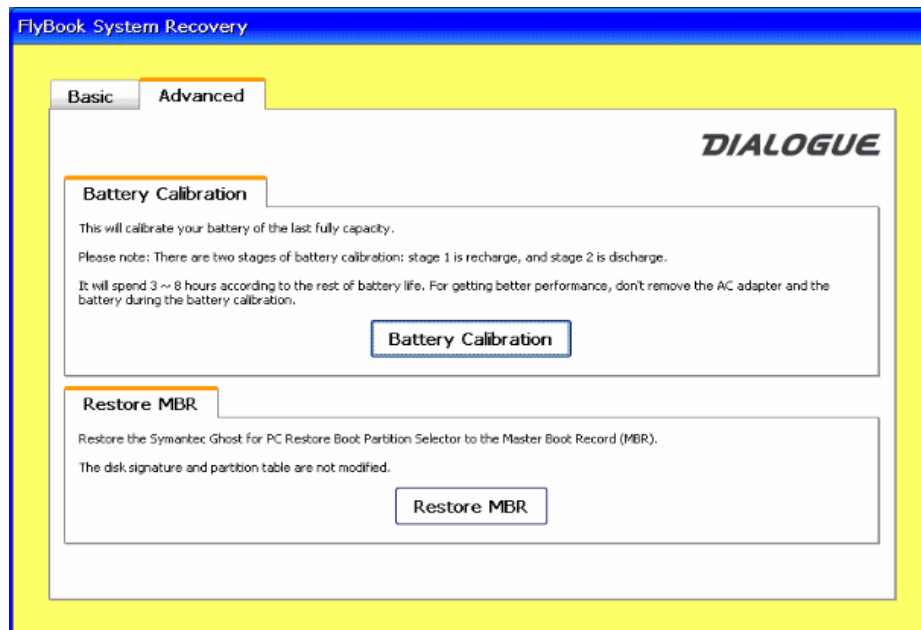 FlyBook System Recovery
Basic
Advanced
DIALOGUE
Battery Calibration
This will calibrate your battery of the last fully capacity.
Please note: There are two stages of battery calibration: stage 1 is recharge, and stage 2 is discharge.
It will spend 3 ~ 8 hours according to the rest of battery life. For getting better performance, don't remove the AC adapter and the
battery during the battery calibration.
Battery Calibration
Restore MBR
Restore the Symantec Ghost for PC Restore Boot Partition Selector to the Master Boot Record (MBR).
The disk signature and partition table are not modified.
Restore MBR